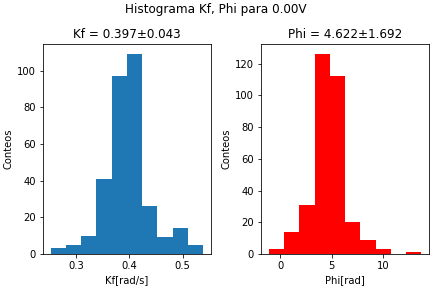 Histograma Kf, Phi para 0.00V
Kf = 0.397±0.043
Phi = 4.622±1.692
Conteos
100
80
60
40
20
0
0.3 0.4 0.5
Kf[rad/s]
Conteos
120
100
80
60
40
20
0
0 5 10
Phi[rad]